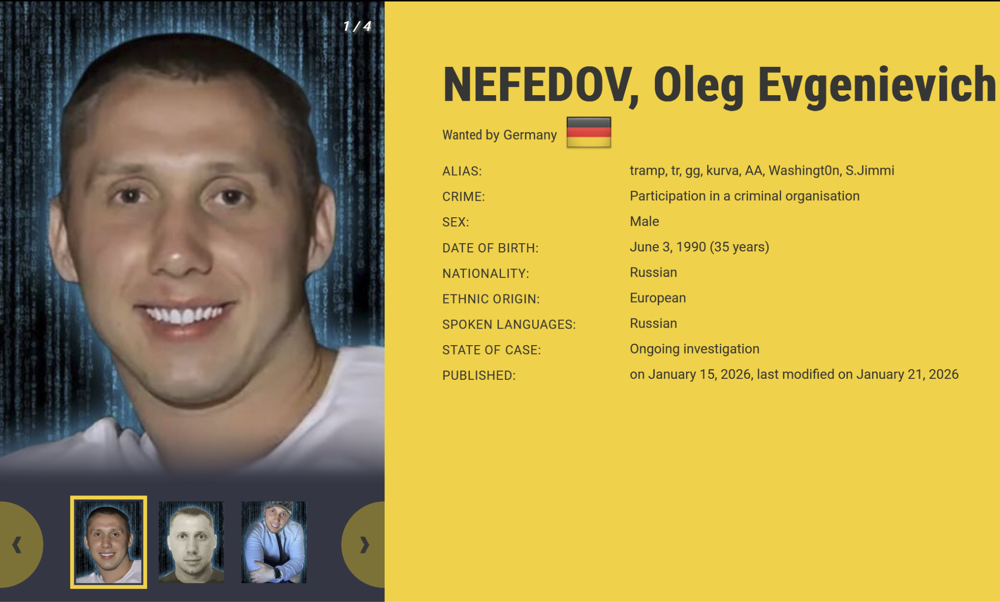 1 / 4
NEFEDOV, Oleg Evgenievich
Wanted by Germany
ALIAS: tramp, tr, gg, kurva, AA, Washingt0n, S.Jimmi
CRIME: Participation in a criminal organisation
SEX: Male
DATE OF BIRTH: June 3, 1990 (35 years)
NATIONALITY: Russian
ETHNIC ORIGIN: European
SPOKEN LANGUAGES: Russian
STATE OF CASE: Ongoing investigation
PUBLISHED: on January 15, 2026, last modified on January 21, 2026